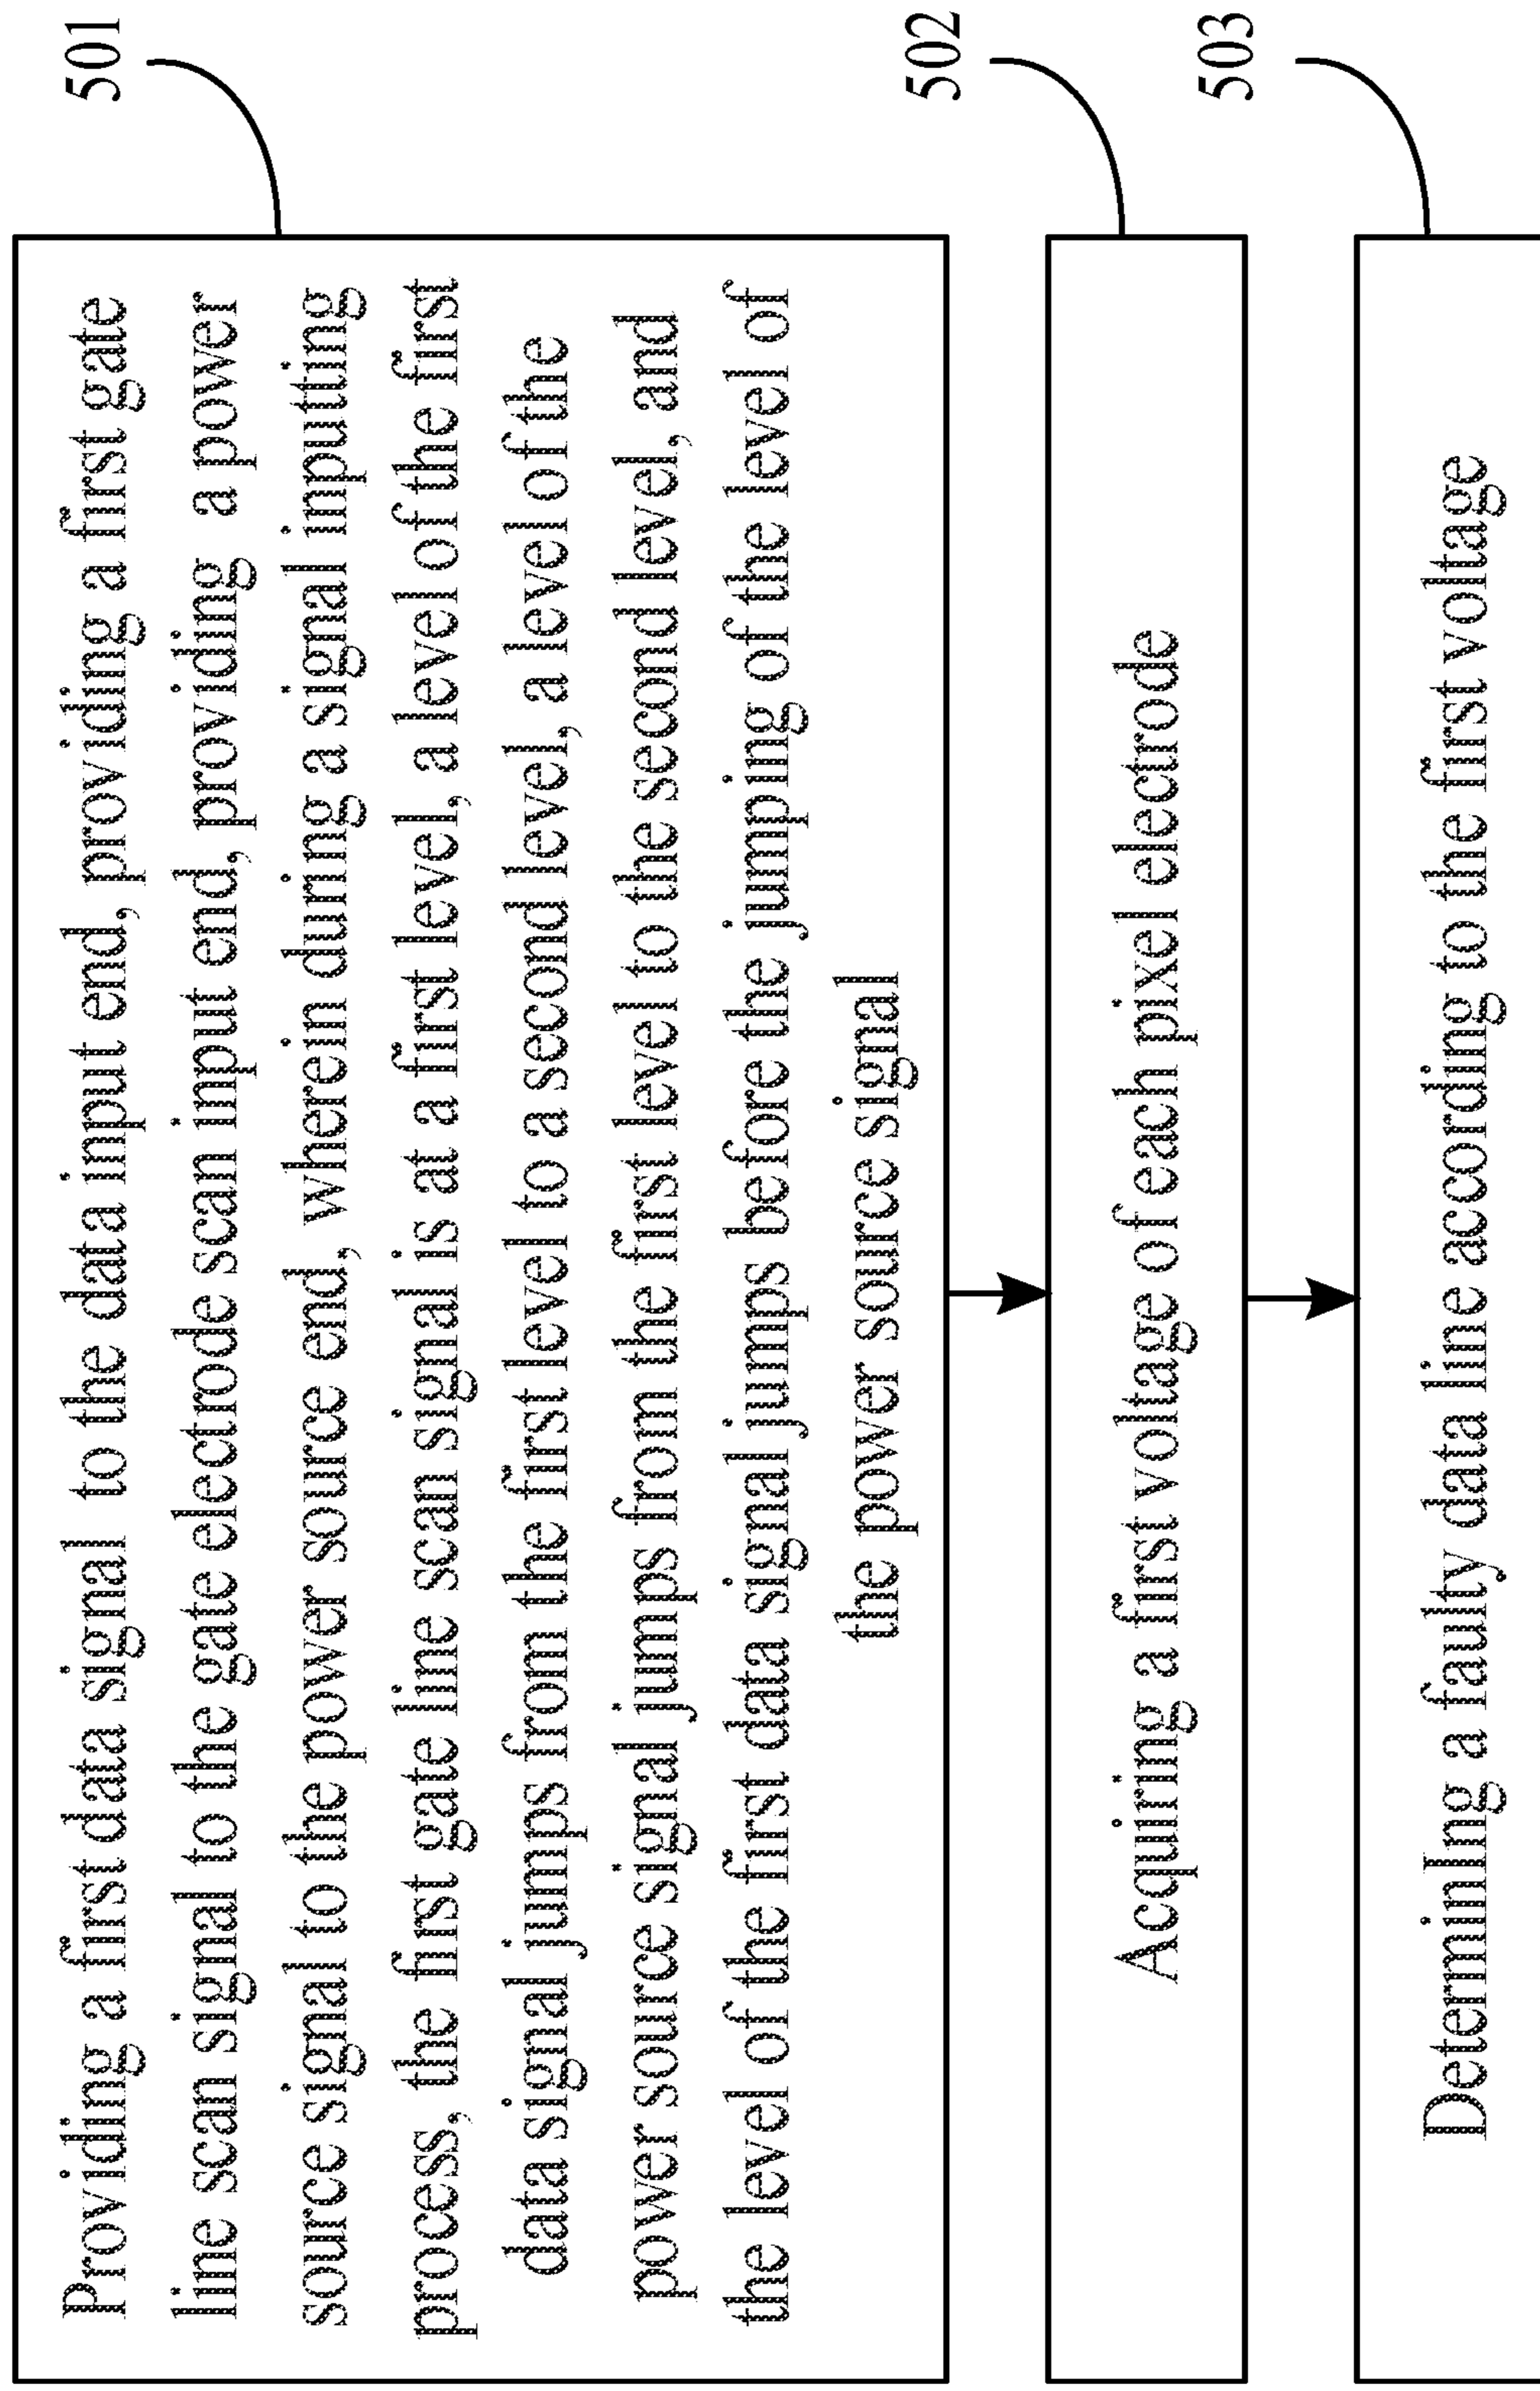 Providing a first data signal to the data input end, providing a first gate
line scan signal to the gate electrode scan input end, providing a power
source signal to the power source end, wherein during a signal inputting
process, the first gate line scan signal is at a first level, a level of the first
data signal jumps from the first level to a second level, a level of the
power source signal jumps from the first level to the second level, and
the level of the first data signal jumps before the jumping of the level of
the power source signal
501
Acquiring a first voltage of each pixel electrode
502
Determining a faulty data line according to the first voltage
503